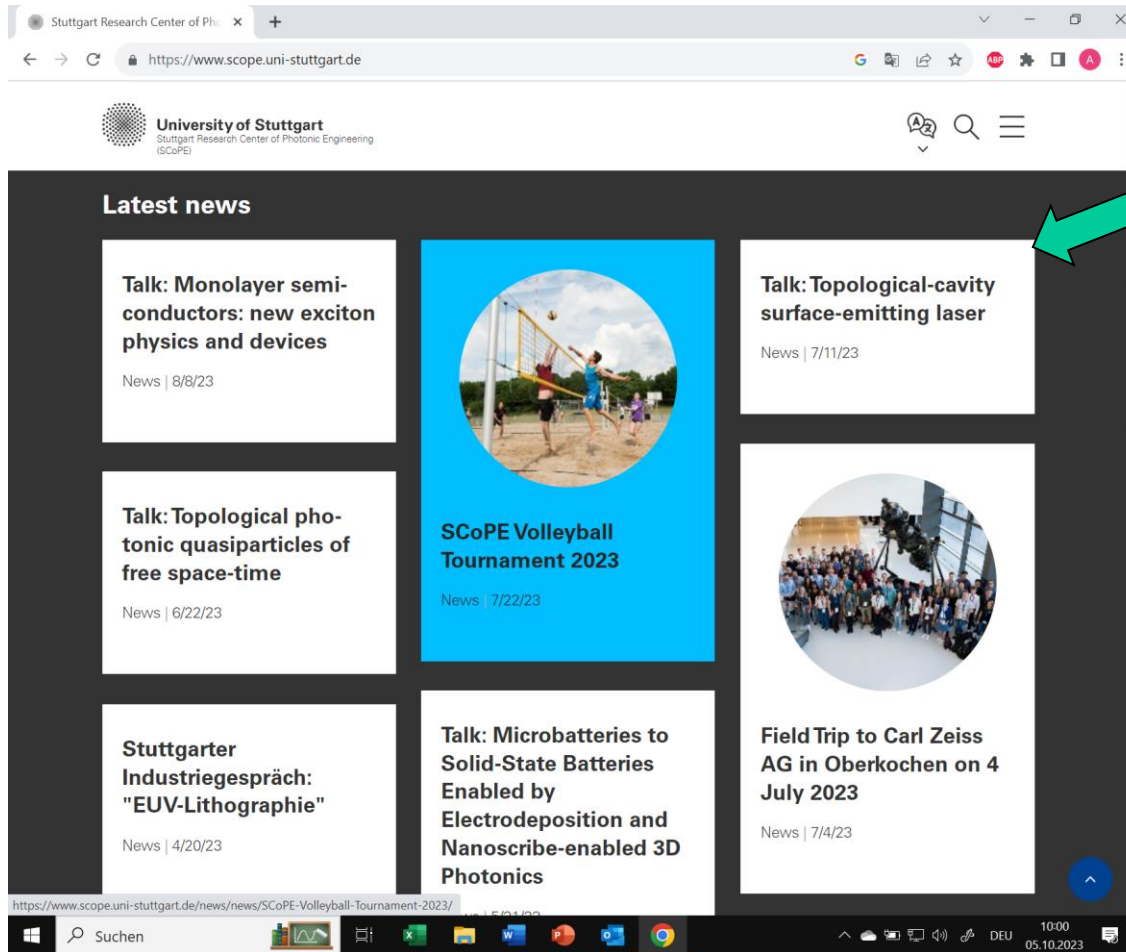 Stuttgart Research Center of Pho
https://www.scope.uni-stuttgart.de
ABP
A
University of Stuttgart
Stuttgart Research Center of Photonic Engineering
(SCoPE)
Latest news
Talk: Monolayer semi-
conductors: new exciton
physics and devices
News | 8/8/23
Talk: Topological pho-
tonic quasiparticles of
free space-time
News | 6/22/23
Stuttgarter
Industriegespräch:
"EUV-Lithographie"
News | 4/20/23
SCoPE Volleyball
Tournament 2023
News | 7/22/23
Talk: Microbatteries to
Solid-State Batteries
Enabled by
Electrodeposition and
Nanoscribe-enabled 3D
Photonics
Talk: Topological-cavity
surface-emitting laser
News | 7/11/23
Field Trip to Carl Zeiss
AG in Oberkochen on 4
July 2023
News | 7/4/23
https://www.scope.uni-stuttgart.de/news/news/SCoPE-Volleyball-Tournament-2023/
Suchen
DEU
10:00
05.10.2023